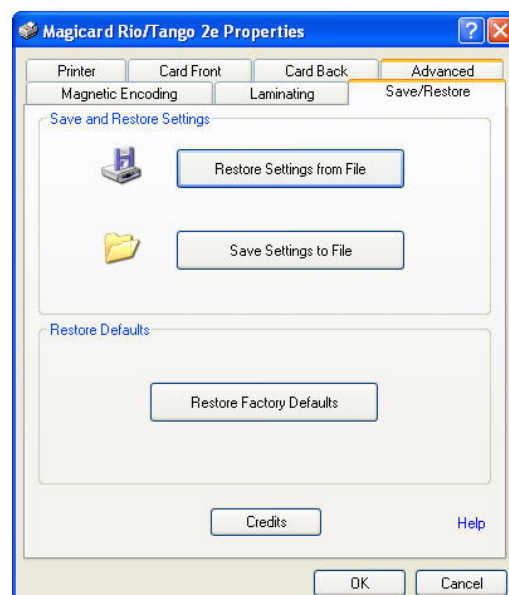 Magicard Rio/Tango 2e Properties
Printer Card Front Card Back Advanced
Magnetic Encoding Laminating Save/Restore
Save and Restore Settings
Restore Settings from File
Save Settings to File
Restore Defaults
Restore Factory Defaults
Credits Help
OK Cancel